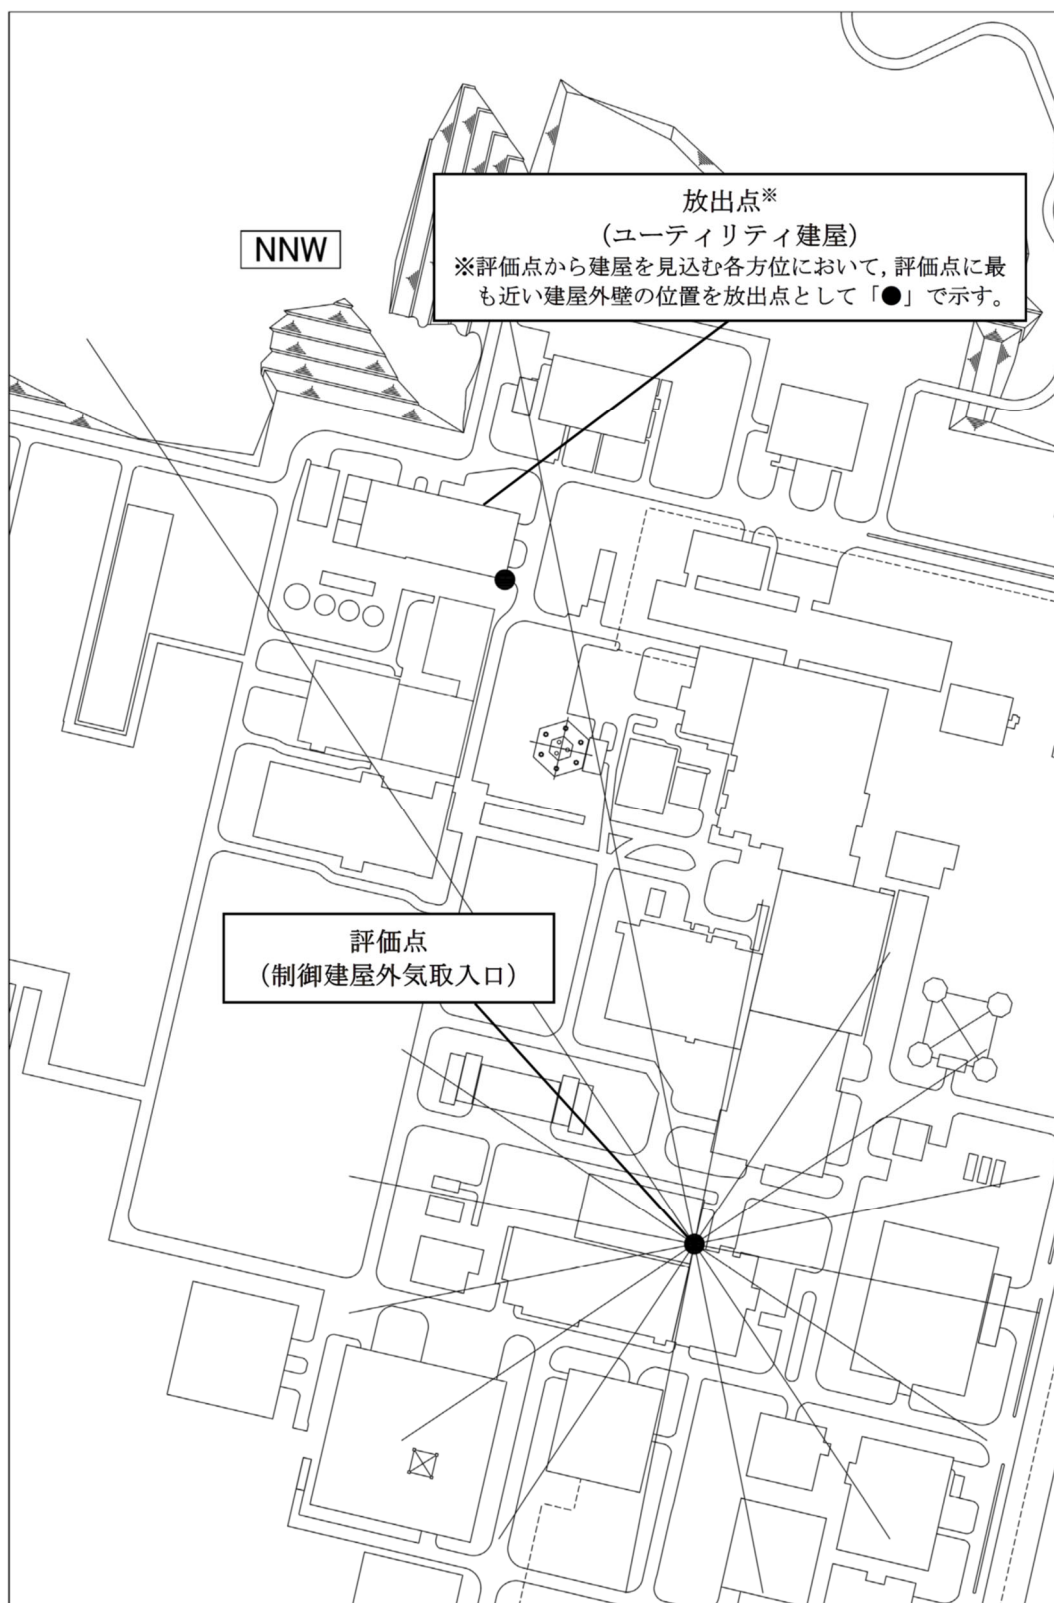 放出点※
(ユーティリティ建屋)
※評価点から建屋を見込む各方位において,評価点に最
も近い建屋外壁の位置を放出点として「●」で示す。
NNW
評価点
(制御建屋外気取入口)